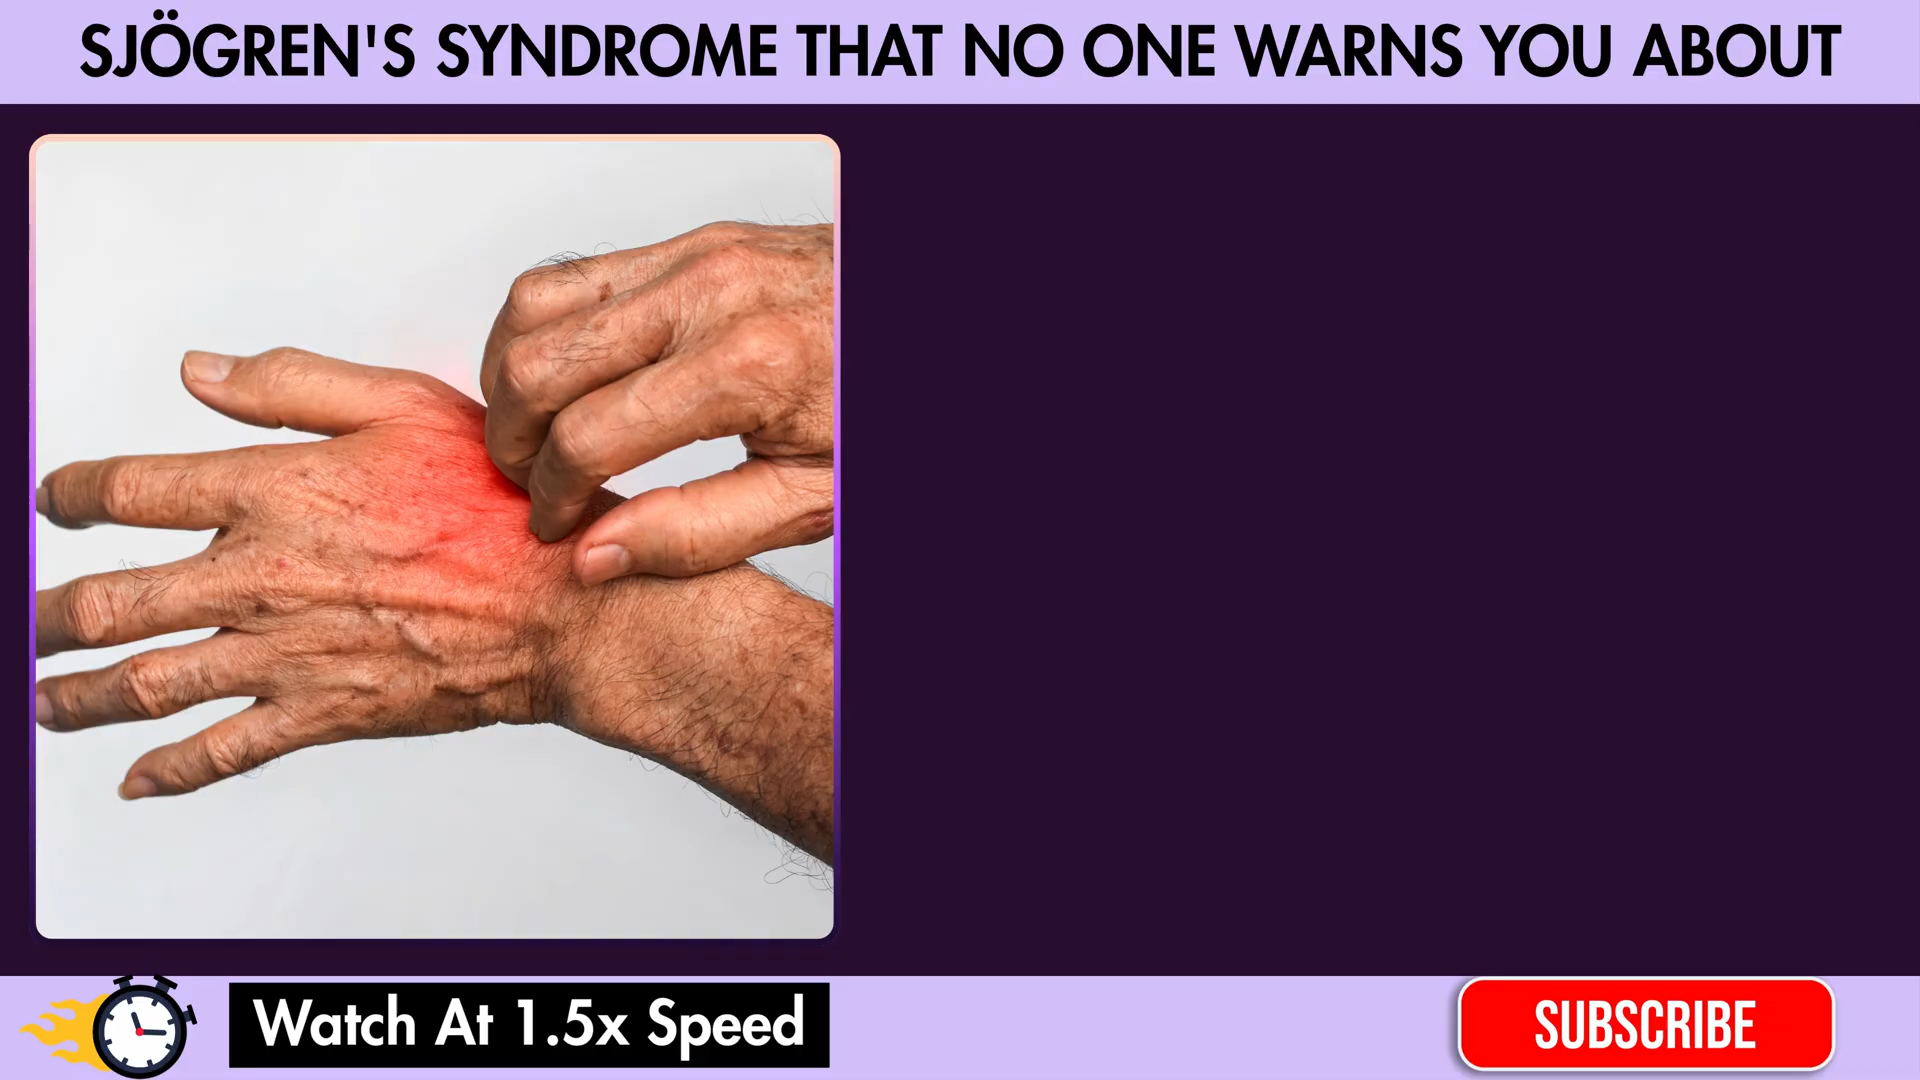 SJÖGREN'S SYNDROME THAT NO ONE WARNS YOU ABOUT
Watch At 1.5x Speed
SUBSCRIBE